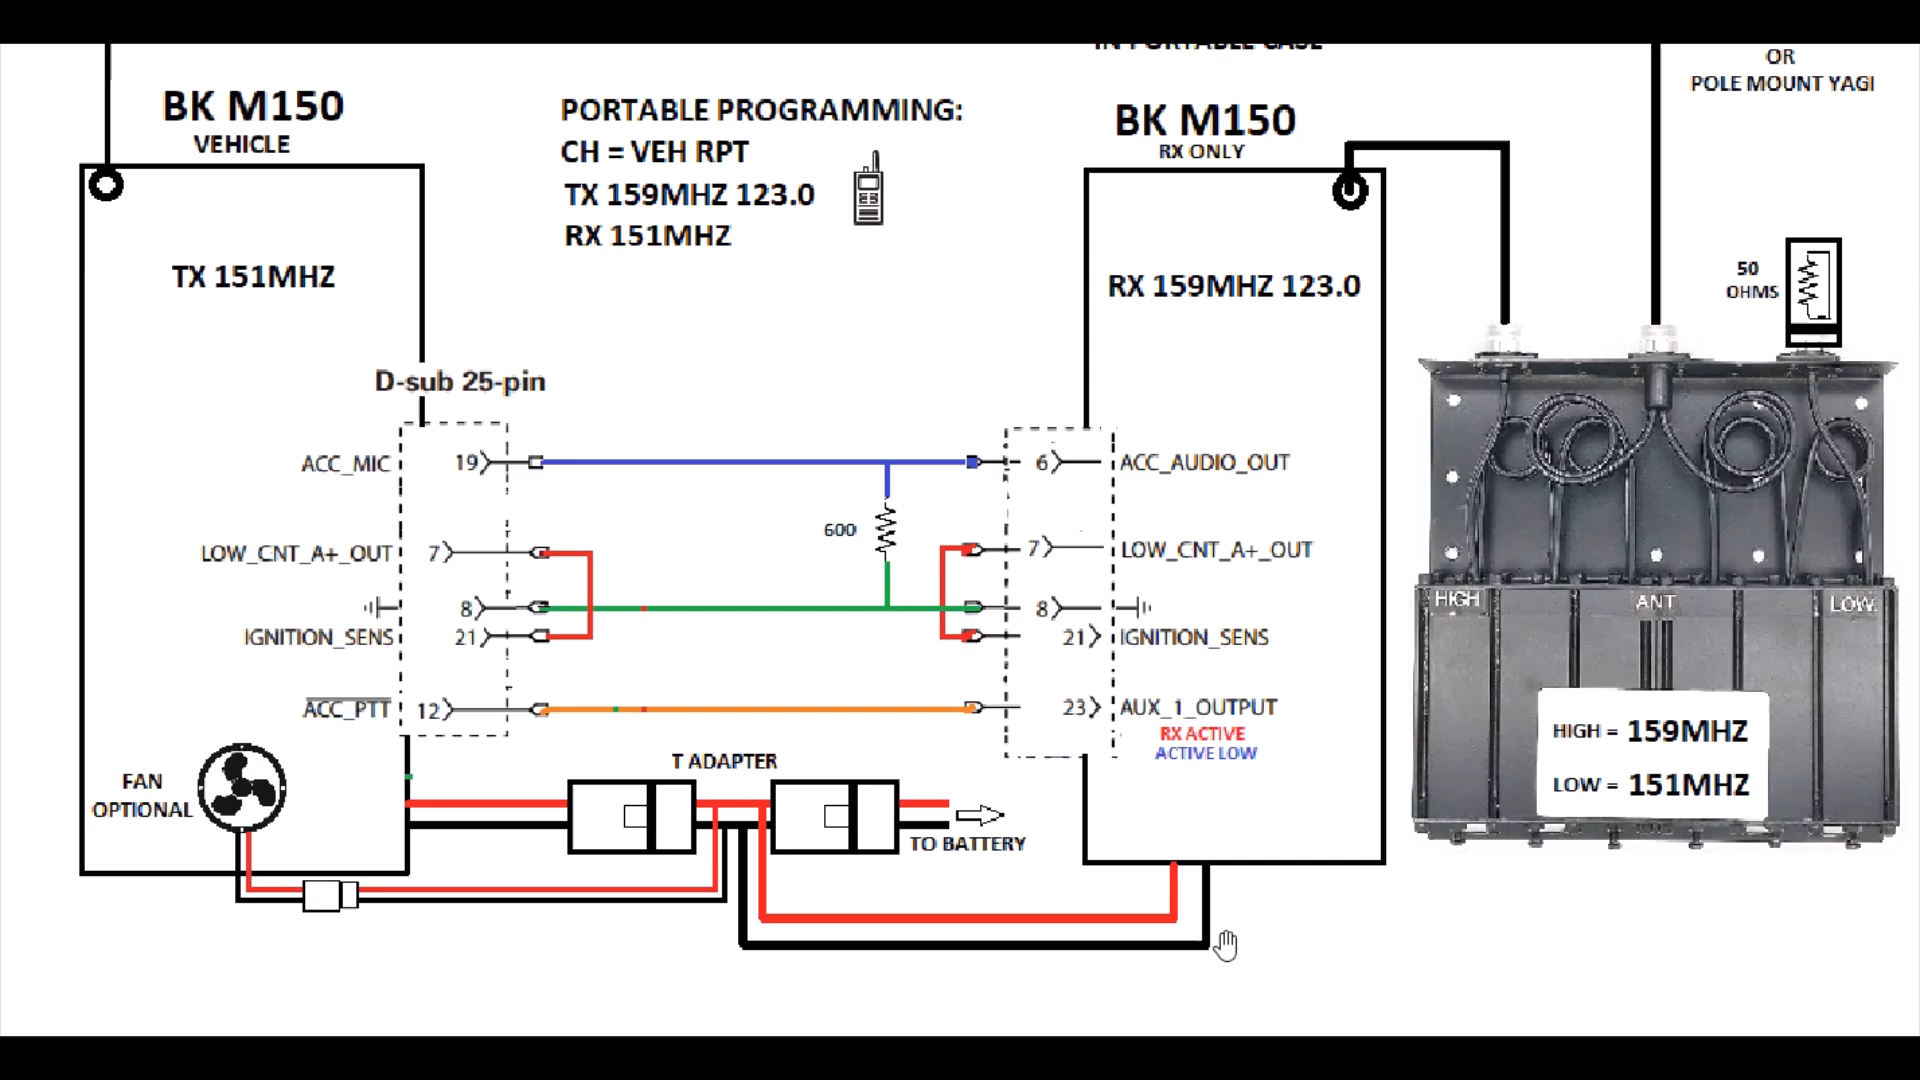 IN PORTABLE CASE
OR
POLE MOUNT YAGI
BK M150
VEHICLE
PORTABLE PROGRAMMING:
CH = VEH RPT
TX 159MHZ 123.0
RX 151MHZ
BK M150
RX ONLY
TX 151MHZ
RX 159MHZ 123.0
50
OHMS
D-sub 25-pin
ACC_MIC
19
6
ACC_AUDIO_OUT
600
LOW_CNT_A+_OUT
7
7
LOW_CNT_A+_OUT
8
8
IGNITION_SENS
21
21
IGNITION_SENS
ACC_PTT
12
23
AUX_1_OUTPUT
RX ACTIVE
ACTIVE LOW
HIGH
ANT
LOW
HIGH = 159MHZ
LOW = 151MHZ
T ADAPTER
FAN
OPTIONAL
TO BATTERY